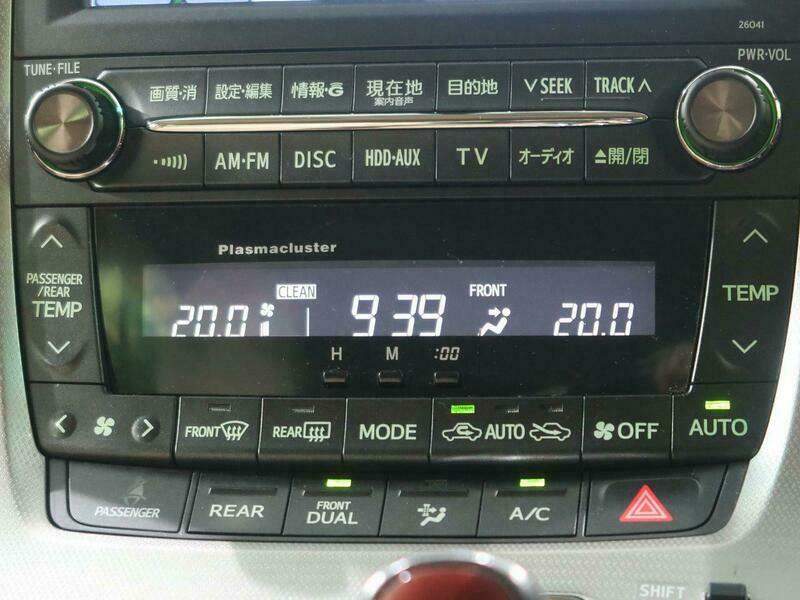 26041
TUNE·FILE
PWR·VOL
画質·消
設定·編集
情報·G
現在地
案内音声
目的地
∨ SEEK
TRACK ∧
AM·FM
DISC
HDD·AUX
TV
オーディオ
⏏開/閉
Plasmacluster
PASSENGER
/REAR
TEMP
CLEAN
FRONT
20.0
9 39
20.0
TEMP
H
M
:00
FRONT
REAR
MODE
AUTO
OFF
AUTO
PASSENGER
REAR
FRONT
DUAL
A/C
SHIFT